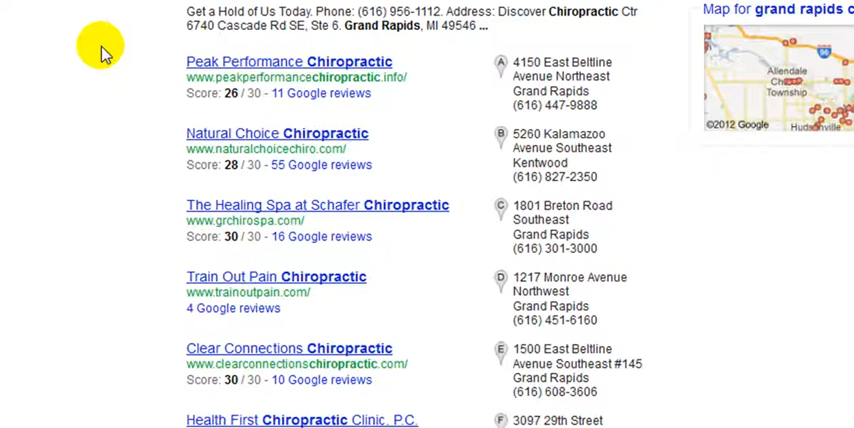 Get a Hold of Us Today. Phone: (616) 956-1112. Address: Discover Chiropractic Ctr
6740 Cascade Rd SE, Ste 6. Grand Rapids, MI 49546 ...
Map for grand rapids c
Peak Performance Chiropractic
www.peakperformancechiropractic.info/
Score: 26 / 30 - 11 Google reviews
A
4150 East Beltline
Avenue Northeast
Grand Rapids
(616) 447-9888
Natural Choice Chiropractic
www.naturalchoicechiro.com/
Score: 28 / 30 - 55 Google reviews
B
5260 Kalamazoo
Avenue Southeast
Kentwood
(616) 827-2350
The Healing Spa at Schafer Chiropractic
www.grchirospa.com/
Score: 30 / 30 - 16 Google reviews
C
1801 Breton Road
Southeast
Grand Rapids
(616) 301-3000
Train Out Pain Chiropractic
www.trainoutpain.com/
4 Google reviews
D
1217 Monroe Avenue
Northwest
Grand Rapids
(616) 451-6160
Clear Connections Chiropractic
www.clearconnectionschiropractic.com/
Score: 30 / 30 - 10 Google reviews
E
1500 East Beltline
Avenue Southeast #145
Grand Rapids
(616) 608-3606
Health First Chiropractic Clinic, P.C.
F
3097 29th Street
96
Allendale
Township
©2012 Google
Hudsonville